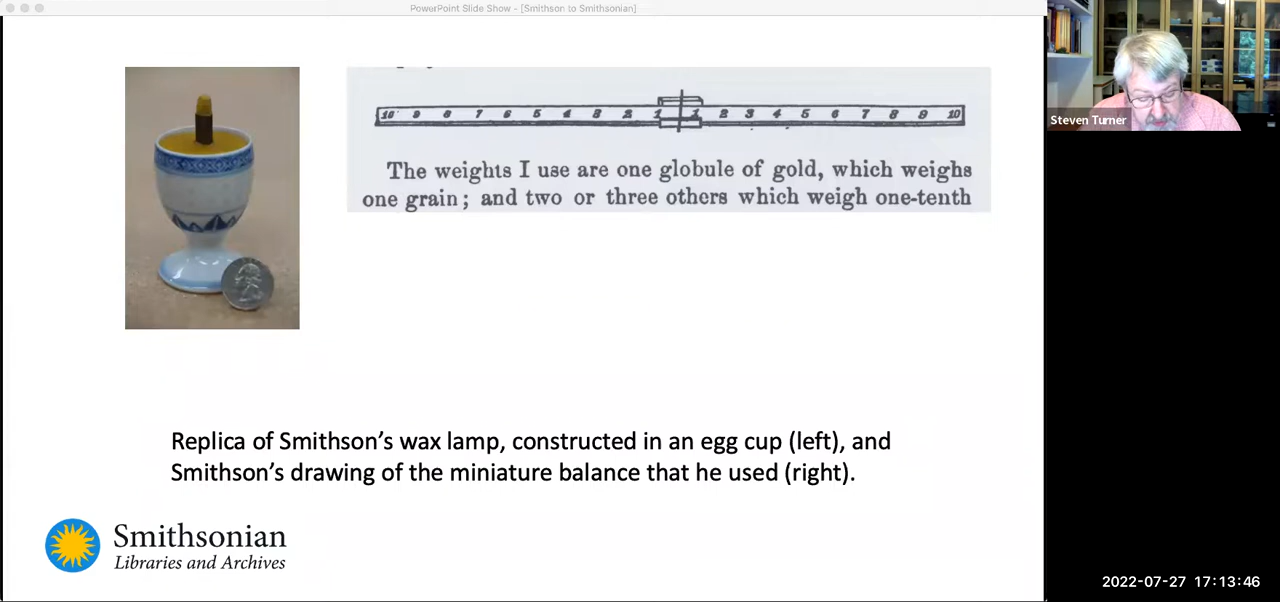 PowerPoint Slide Show - [Smithson to Smithsonian]
10 9 8 7 6 5 4 3 2 1 1 2 3 4 5 6 7 8 9 10
The weights I use are one globule of gold, which weighs
one grain; and two or three others which weigh one-tenth
Steven Turner
Replica of Smithson's wax lamp, constructed in an egg cup (left), and
Smithson's drawing of the miniature balance that he used (right).
Smithsonian
Libraries and Archives
2022-07-27 17:13:46